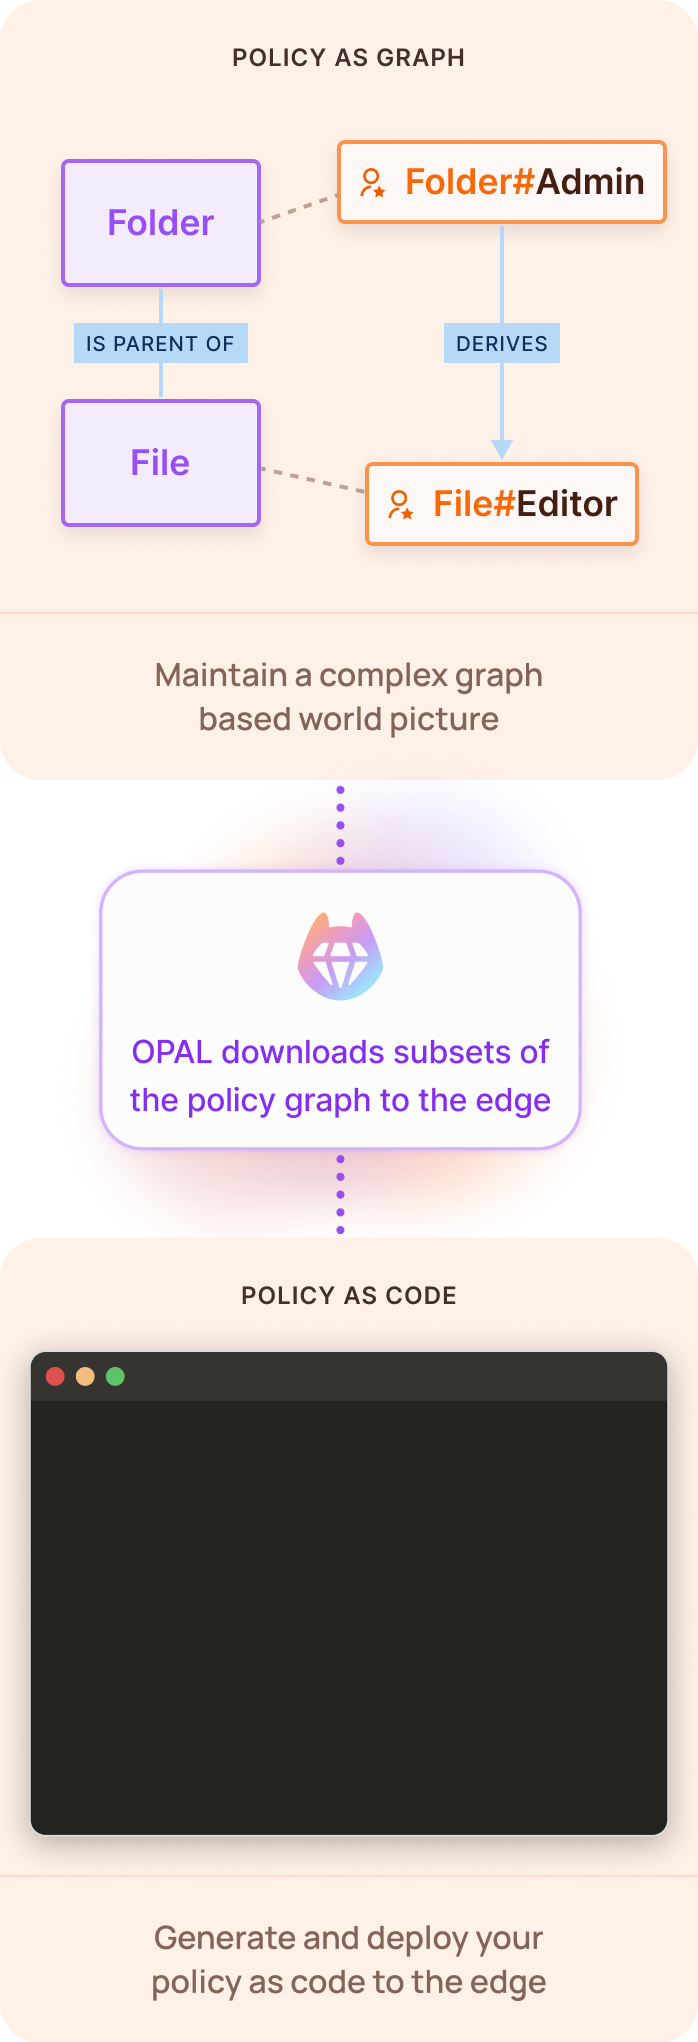 POLICY AS GRAPH
Folder
Folder#Admin
IS PARENT OF
DERIVES
File
File#Editor
Maintain a complex graph
based world picture
OPAL downloads subsets of
the policy graph to the edge
POLICY AS CODE
Generate and deploy your
policy as code to the edge